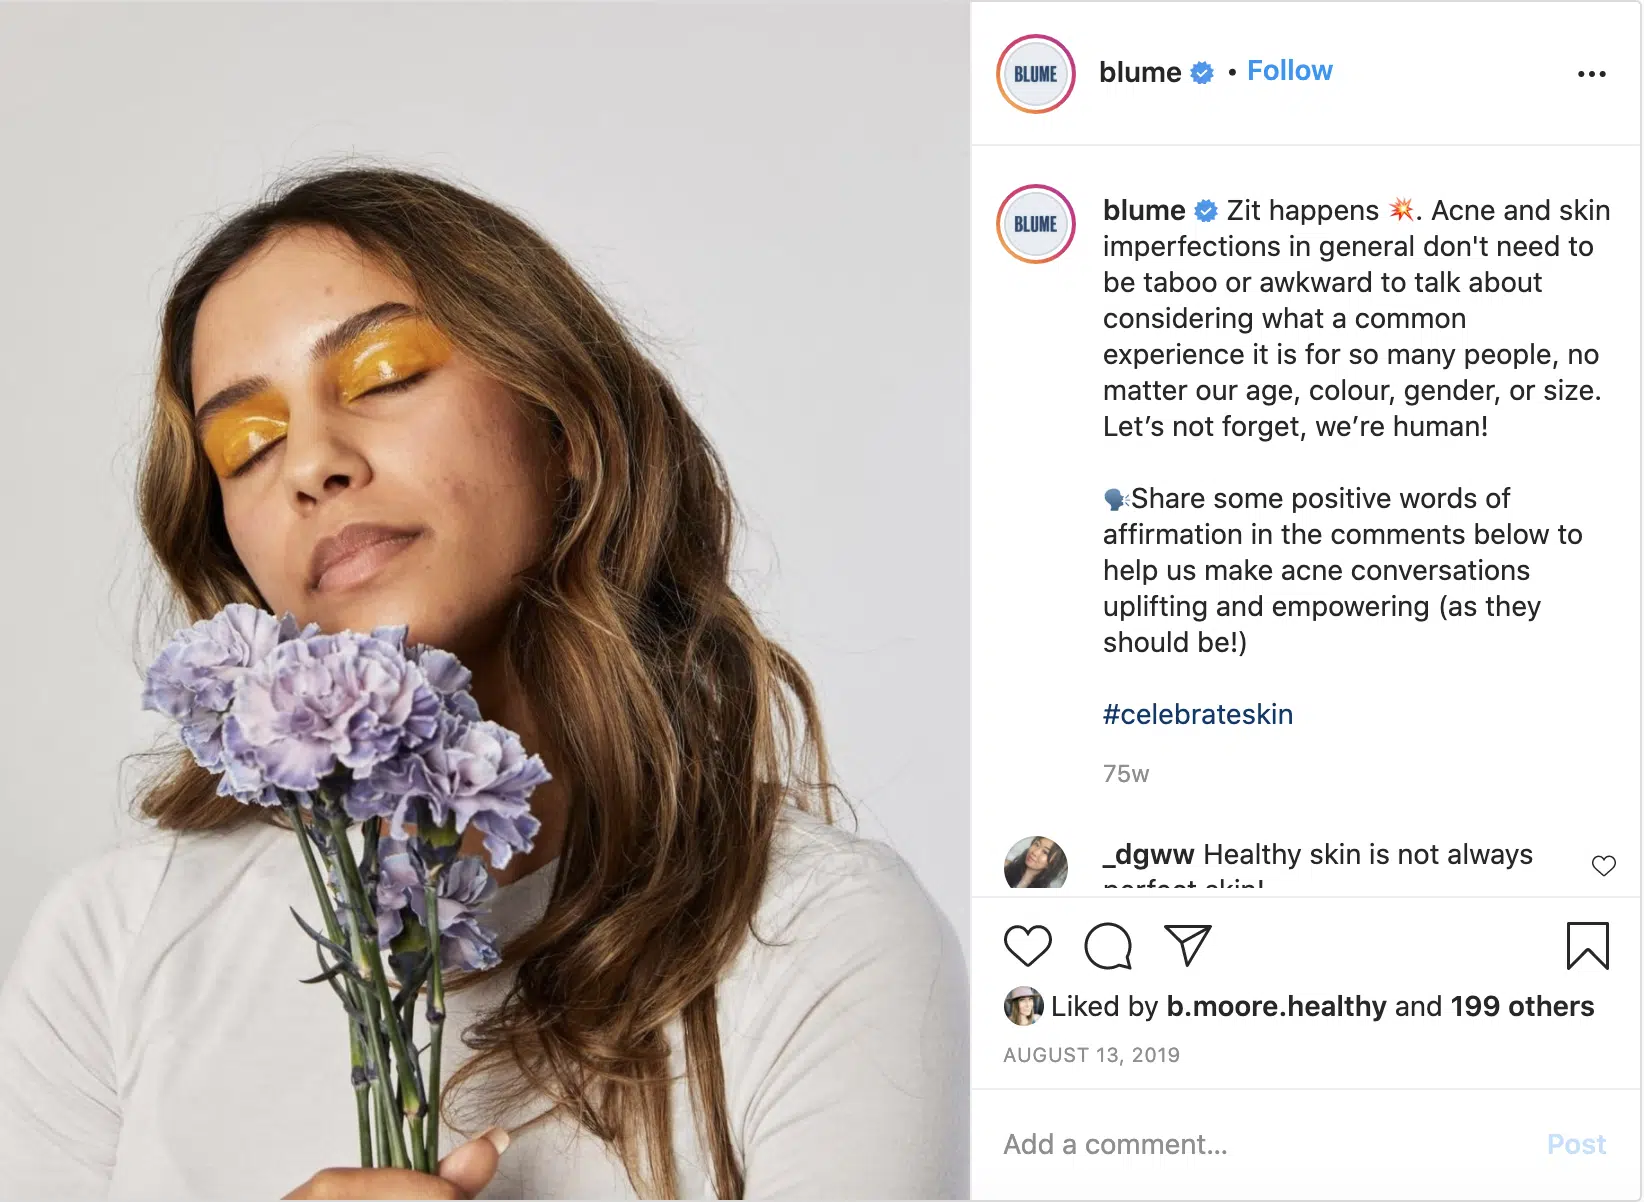 BLUME
blume • Follow
BLUME
blume Zit happens 💥. Acne and skin
imperfections in general don't need to
be taboo or awkward to talk about
considering what a common
experience it is for so many people, no
matter our age, colour, gender, or size.
Let’s not forget, we’re human!
🗣Share some positive words of
affirmation in the comments below to
help us make acne conversations
uplifting and empowering (as they
should be!)
#celebrateskin
75w
_dgww Healthy skin is not always
perfect skin!
Liked by b.moore.healthy and 199 others
AUGUST 13, 2019
Add a comment...
Post